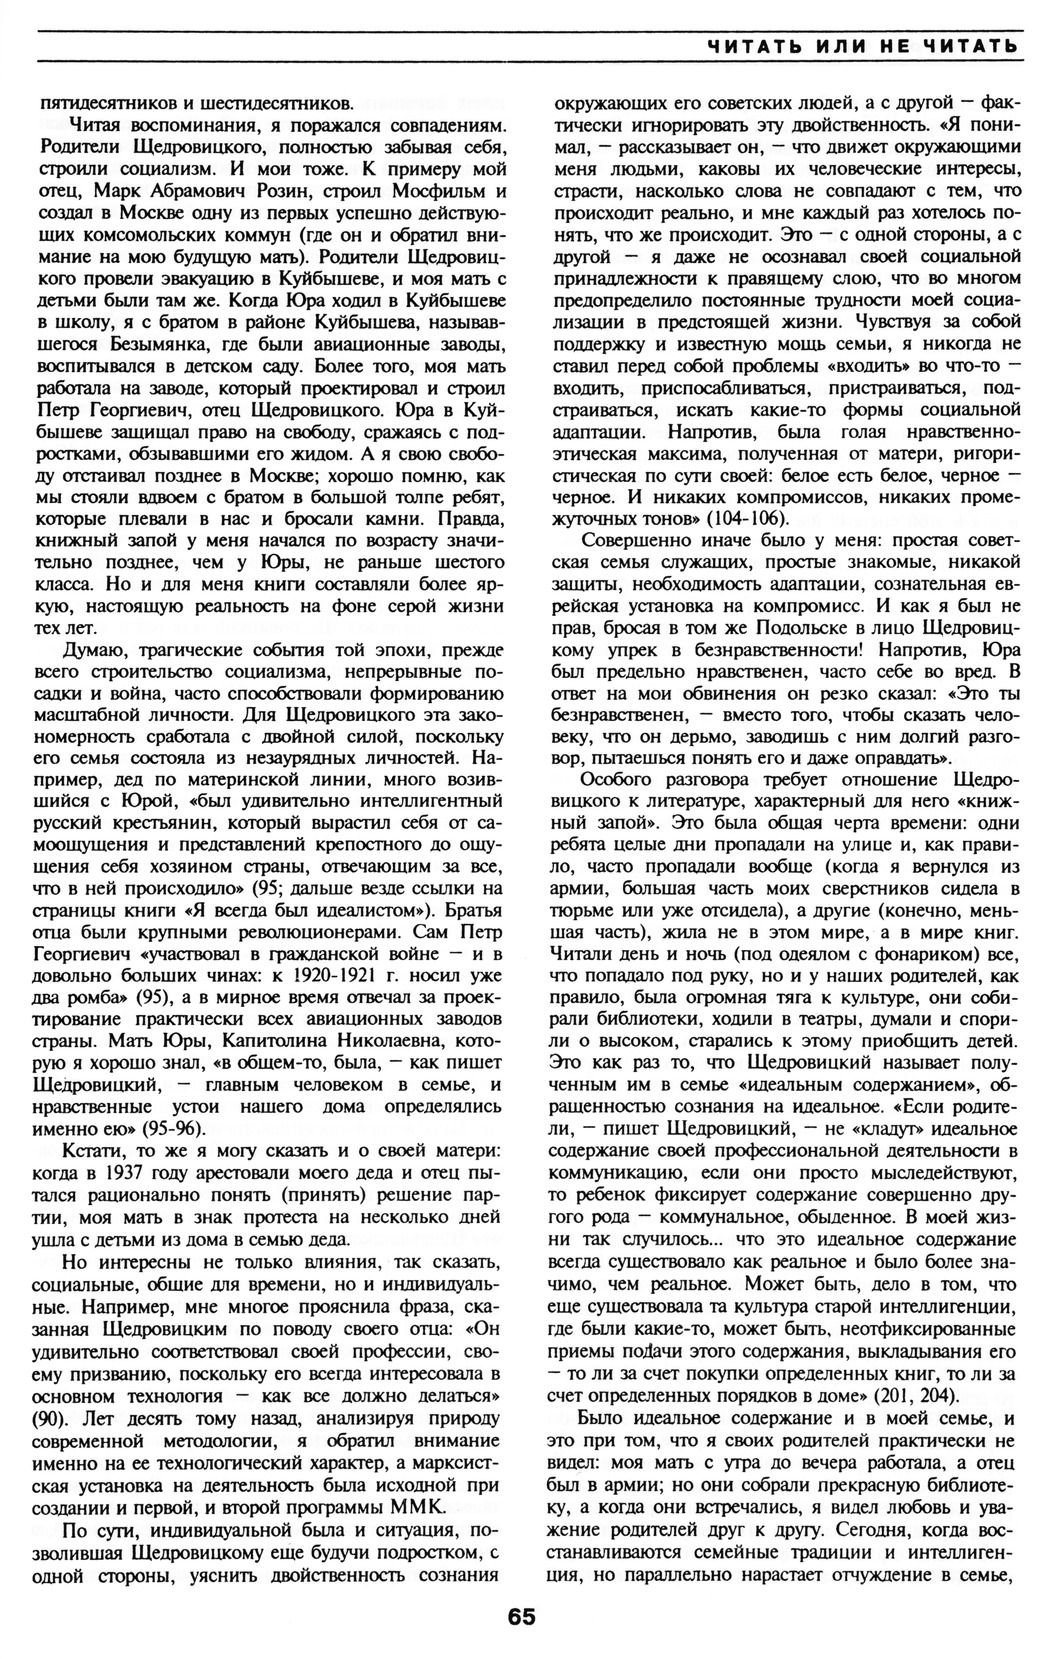 ЧИТАТЬ ИЛИ НЕ ЧИТАТЬ
пятидесятников и шестидесятников.
Читая воспоминания, я поражался совпадениям.
Родители Щедровицкого, полностью забывая себя,
строили социализм. И мои тоже. К примеру мой
отец, Марк Абрамович Розин, строил Мосфильм и
создал в Москве одну из первых успешно действую-
щих комсомольских коммун (где он и обратил вни-
мание на мою будущую мать). Родители Щедровиц-
кого провели эвакуацию в Куйбышеве, и моя мать с
детьми были там же. Когда Юра ходил в Куйбышеве
в школу, я с братом в районе Куйбышева, называв-
шегося Безымянка, где были авиационные заводы,
воспитывался в детском саду. Более того, моя мать
работала на заводе, который проектировал и строил
Петр Георгиевич, отец Щедровицкого. Юра в Куй-
бышеве защищал право на свободу, сражаясь с под-
ростками, обзывавшими его жидом. А я свою свобо-
ду отстаивал позднее в Москве; хорошо помню, как
мы стояли вдвоем с братом в большой толпе ребят,
которые плевали в нас и бросали камни. Правда,
книжный запой у меня начался по возрасту значи-
тельно позднее, чем у Юры, не раньше шестого
класса. Но и для меня книги составляли более яр-
кую, настоящую реальность на фоне серой жизни
тех лет.
Думаю, трагические события той эпохи, прежде
всего строительство социализма, непрерывные по-
садки и война, часто способствовали формированию
масштабной личности. Для Щедровицкого эта зако-
номерность сработала с двойной силой, поскольку
его семья состояла из незаурядных личностей. На-
пример, дед по материнской линии, много возив-
шийся с Юрой, «был удивительно интеллигентный
русский крестьянин, который вырастил себя от са-
моощущения и представлений крепостного до ощу-
щения себя хозяином страны, отвечающим за все,
что в ней происходило» (95; дальше везде ссылки на
страницы книги «Я всегда был идеалистом»). Братья
отца были крупными революционерами. Сам Петр
Георгиевич «участвовал в гражданской войне — и в
довольно больших чинах: к 1920-1921 г. носил уже
два ромба» (95), а в мирное время отвечал за проек-
тирование практически всех авиационных заводов
страны. Мать Юры, Капитолина Николаевна, кото-
рую я хорошо знал, «в общем-то, была, — как пишет
Щедровицкий, — главным человеком в семье, и
нравственные устои нашего дома определялись
именно ею» (95-96).
Кстати, то же я могу сказать и о своей матери:
когда в 1937 году арестовали моего деда и отец пы-
тался рационально понять (принять) решение пар-
тии, моя мать в знак протеста на несколько дней
ушла с детьми из дома в семью деда.
Но интересны не только влияния, так сказать,
социальные, общие для времени, но и индивидуаль-
ные. Например, мне многое прояснила фраза, ска-
занная Щедровицким по поводу своего отца: «Он
удивительно соответствовал своей профессии, сво-
ему призванию, поскольку его всегда интересовала в
основном технология — как все должно делаться»
(90). Лет десять тому назад, анализируя природу
современной методологии, я обратил внимание
именно на ее технологический характер, а марксист-
ская установка на деятельность была исходной при
создании и первой, и второй программы ММК.
По сути, индивидуальной была и ситуация, по-
зволившая Щедровицкому еще будучи подростком, с
одной стороны, уяснить двойственность сознания
окружающих его советских людей, а с другой — фак-
тически игнорировать эту двойственность. «Я пони-
мал, — рассказывает он, — что движет окружающими
меня людьми, каковы их человеческие интересы,
страсти, насколько слова не совпадают с тем, что
происходит реально, и мне каждый раз хотелось по-
нять, что же происходит. Это — с одной стороны, а с
другой — я даже не осознавал своей социальной
принадлежности к правящему слою, что во многом
предопределило постоянные трудности моей социа-
лизации в предстоящей жизни. Чувствуя за собой
поддержку и известную мощь семьи, я никогда не
ставил перед собой проблемы «входить» во что-то —
входить, приспосабливаться, пристраиваться, под-
страиваться, искать какие-то формы социальной
адаптации. Напротив, была голая нравственно-
этическая максима, полученная от матери, ригори-
стическая по сути своей: белое есть белое, черное —
черное. И никаких компромиссов, никаких проме-
жуточных тонов» (104-106).
Совершенно иначе было у меня: простая совет-
ская семья служащих, простые знакомые, никакой
защиты, необходимость адаптации, сознательная ев-
рейская установка на компромисс. И как я был не
прав, бросая в том же Подольске в лицо Щедровиц-
кому упрек в безнравственности! Напротив, Юра
был предельно нравственен, часто себе во вред. В
ответ на мои обвинения он резко сказал: «Это ты
безнравственен, — вместо того, чтобы сказать чело-
веку, что он дерьмо, заводишь с ним долгий разго-
вор, пытаешься понять его и даже оправдать».
Особого разговора требует отношение Щедро-
вицкого к литературе, характерный для него «книж-
ный запой». Это была общая черта времени: одни
ребята целые дни пропадали на улице и, как прави-
ло, часто пропадали вообще (когда я вернулся из
армии, большая часть моих сверстников сидела в
тюрьме или уже отсидела), а другие (конечно, мень-
шая часть), жила не в этом мире, а в мире книг.
Читали день и ночь (под одеялом с фонариком) все,
что попадало под руку, но и у наших родителей, как
правило, была огромная тяга к культуре, они соби-
рали библиотеки, ходили в театры, думали и спори-
ли о высоком, старались к этому приобщить детей.
Это как раз то, что Щедровицкий называет полу-
ченным им в семье «идеальным содержанием», об-
ращенностью сознания на идеальное. «Если родите-
ли, — пишет Щедровицкий, — не «кладут» идеальное
содержание своей профессиональной деятельности в
коммуникацию, если они просто мыследействуют,
то ребенок фиксирует содержание совершенно дру-
гого рода — коммунальное, обыденное. В моей жиз-
ни так случилось... что это идеальное содержание
всегда существовало как реальное и было более зна-
чимо, чем реальное. Может быть, дело в том, что
еще существовала та культура старой интеллигенции,
где были какие-то, может быть, неотфиксированные
приемы подачи этого содержания, выкладывания его
— то ли за счет покупки определенных книг, то ли за
счет определенных порядков в доме» (201, 204).
Было идеальное содержание и в моей семье, и
это при том, что я своих родителей практически не
видел: моя мать с утра до вечера работала, а отец
был в армии; но они собрали прекрасную библиоте-
ку, а когда они встречались, я видел любовь и ува-
жение родителей друг к другу. Сегодня, когда вос-
станавливаются семейные традиции и интеллиген-
ция, но параллельно нарастает отчуждение в семье,
65